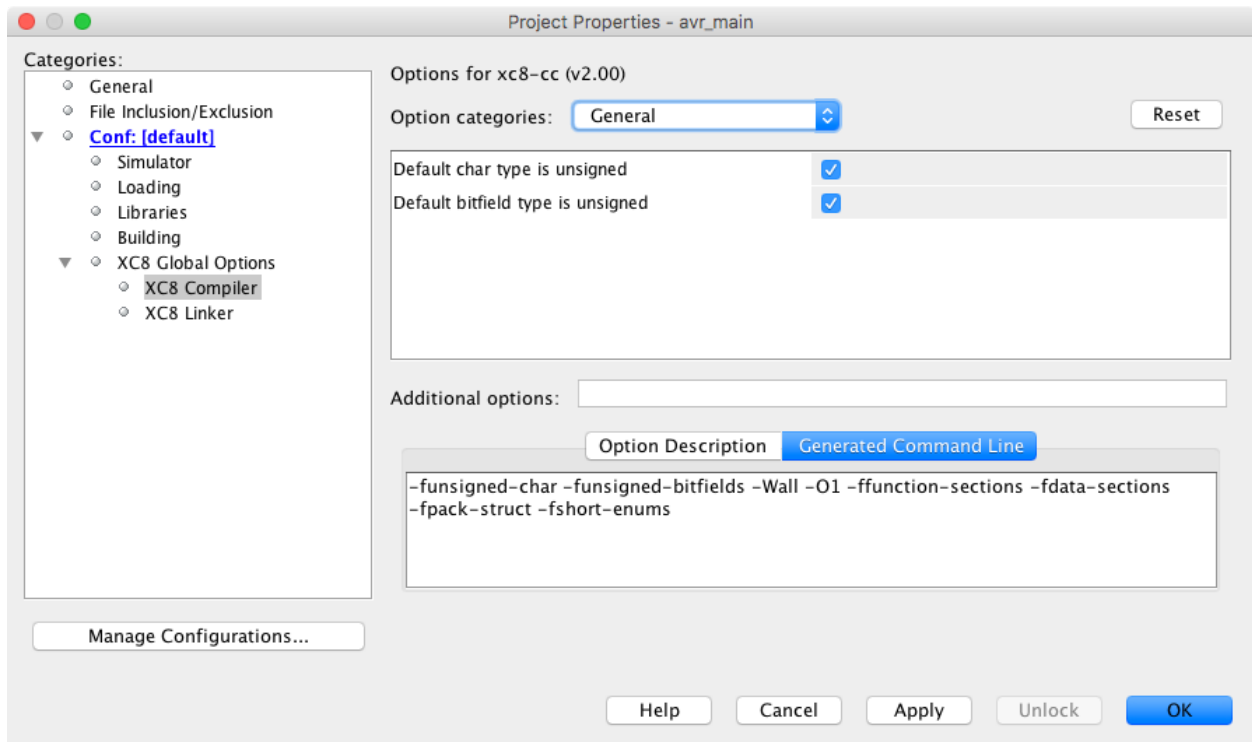 Project Properties - avr_main
Categories:
General
File Inclusion/Exclusion
Conf: [default]
Simulator
Loading
Libraries
Building
XC8 Global Options
XC8 Compiler
XC8 Linker
Manage Configurations...
Options for xc8-cc (v2.00)
Option categories: General Reset
Default char type is unsigned
Default bitfield type is unsigned
Additional options:
Option Description Generated Command Line
-funsigned-char -funsigned-bitfields -Wall -O1 -ffunction-sections -fdata-sections
-fpack-struct -fshort-enums
Help Cancel Apply Unlock OK